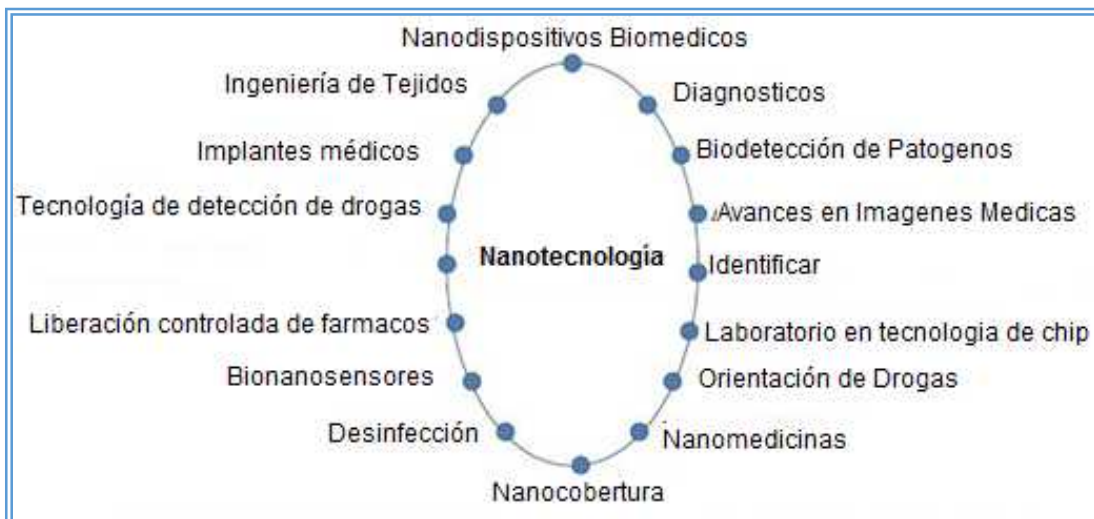 Nanodispositivos Biomedicos
Ingeniería de Tejidos
Diagnosticos
Implantes médicos
Biodetección de Patogenos
Tecnología de detección de drogas
Avances en Imagenes Medicas
Nanotecnología
Identificar
Liberación controlada de farmacos
Laboratorio en tecnologia de chip
Bionanosensores
Orientación de Drogas
Desinfección
Nanomedicinas
Nanocobertura